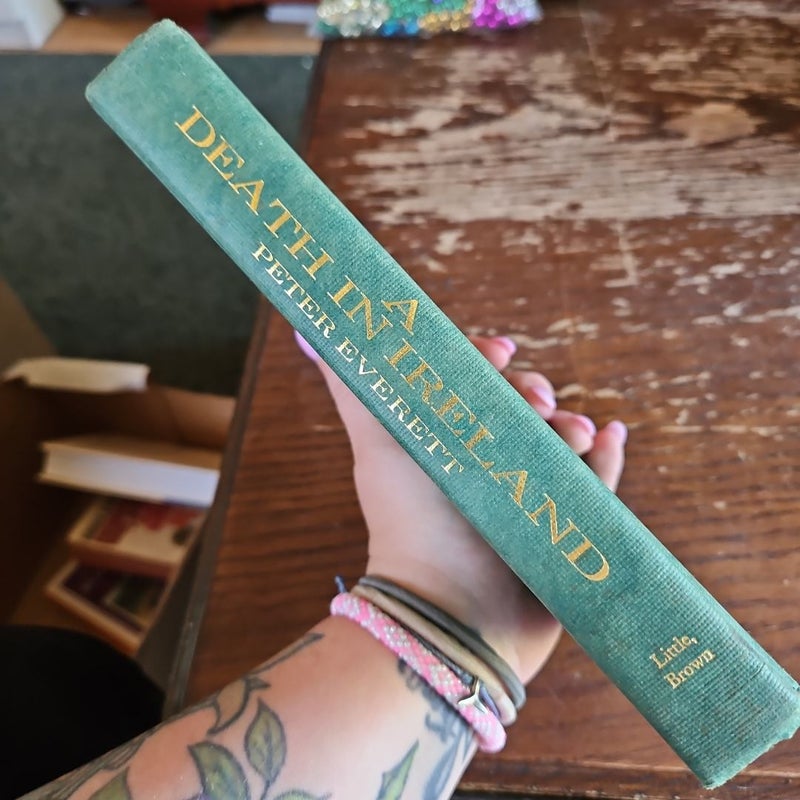 A
DEATH IN IRELAND
PETER EVERETT
Little,
Brown